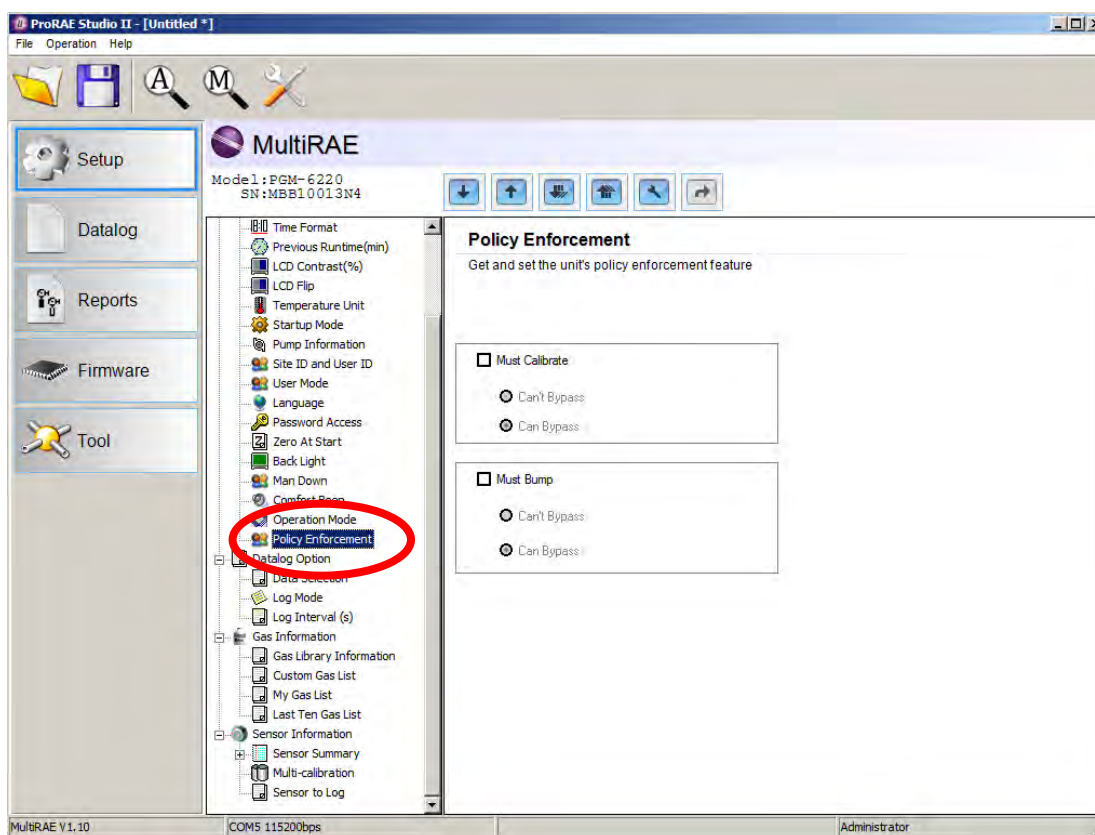 ProRAE Studio II - [Untitled *]
File Operation Help
A M
Setup
Datalog
Reports
Firmware
Tool
MultiRAE
Model:PGM-6220
SN:MBB10013N4
Time Format
Previous Runtime(min)
LCD Contrast(%)
LCD Flip
Temperature Unit
Startup Mode
Pump Information
Site ID and User ID
User Mode
Language
Password Access
Zero At Start
Back Light
Man Down
Comfort Beep
Operation Mode
Policy Enforcement
Datalog Option
Data Selection
Log Mode
Log Interval (s)
Gas Information
Gas Library Information
Custom Gas List
My Gas List
Last Ten Gas List
Sensor Information
Sensor Summary
Multi-calibration
Sensor to Log
Policy Enforcement
Get and set the unit's policy enforcement feature
Must Calibrate
Can't Bypass
Can Bypass
Must Bump
Can't Bypass
Can Bypass
MultiRAE V1.10
COM5 115200bps
Administrator